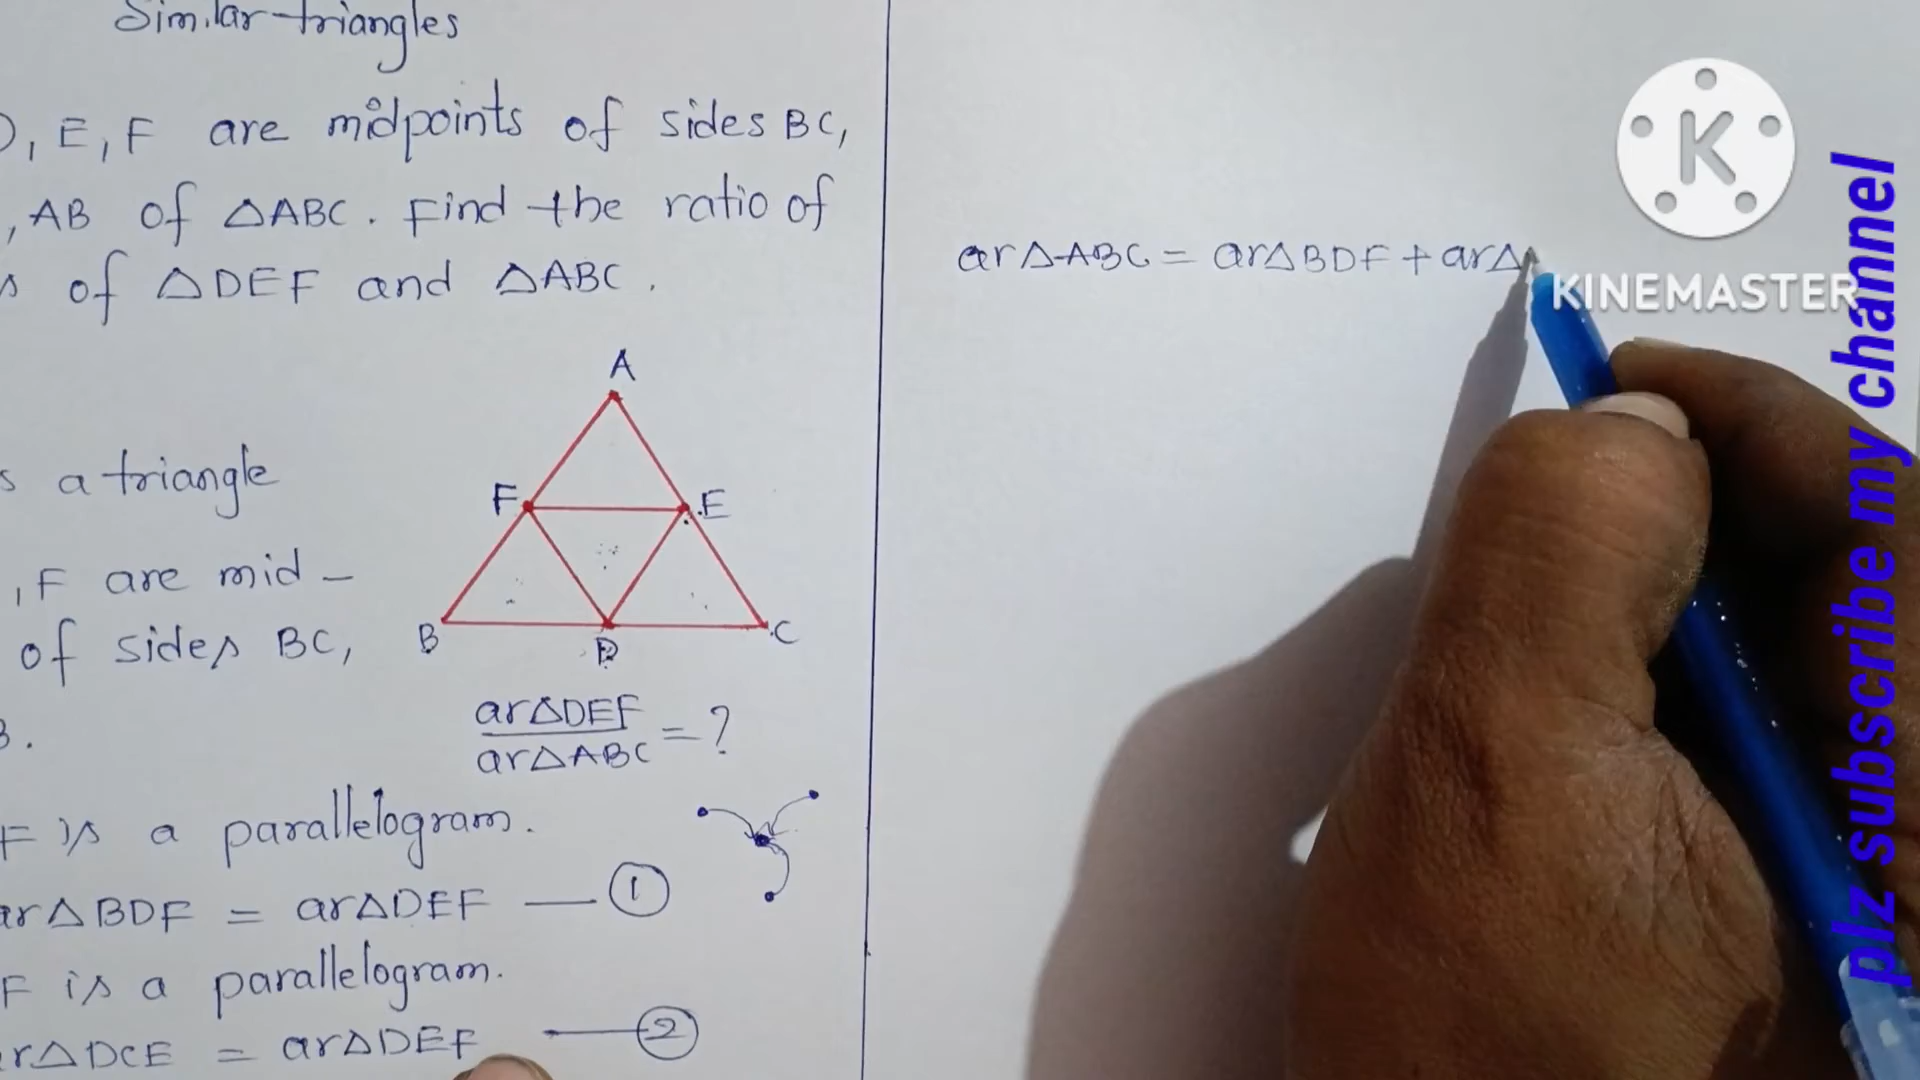 Similar triangles
D, E, F are midpoints of sides BC,
, AB of △ABC. Find the ratio of
s of △DEF and △ABC.
A
F
E
B
D
C
s a triangle
, F are mid-
of sides BC,
B.
ar△DEF
ar△ABC = ?
F is a parallelogram.
ar△BDF = ar△DEF — ①
F is a parallelogram.
ar△DCE = ar△DEF — ②
ar△ABC = ar△BDF + ar△
K
KINEMASTER
plz subscribe my channel